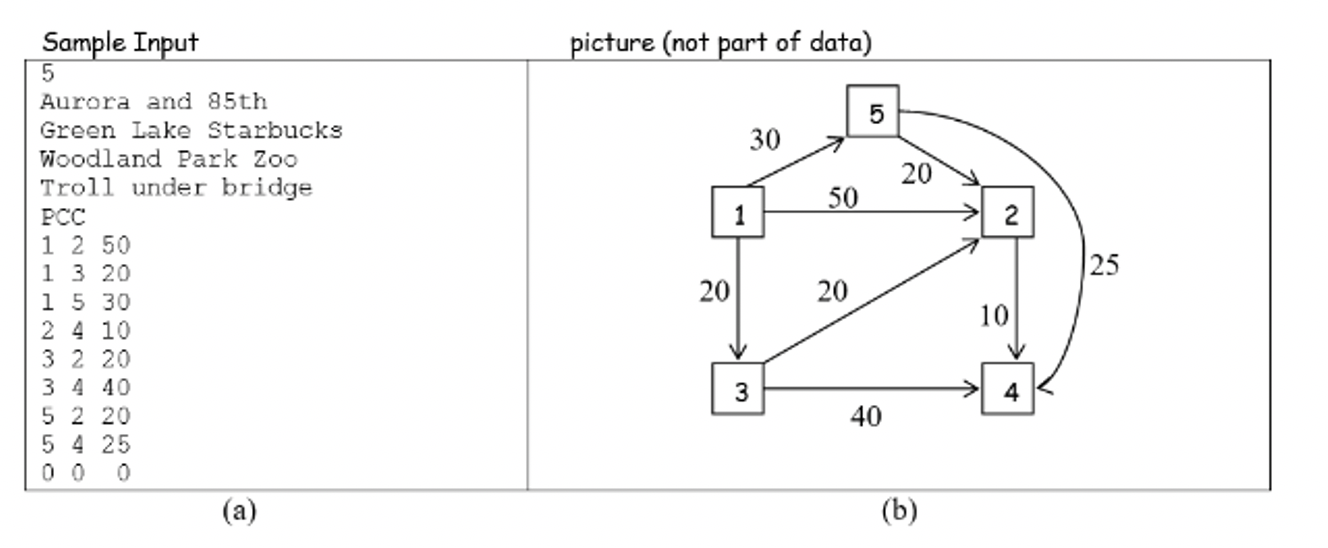 Sample Input
picture (not part of data)
5
Aurora and 85th
Green Lake Starbucks
Woodland Park Zoo
Troll under bridge
PCC
1 2 50
1 3 20
1 5 30
2 4 10
3 2 20
3 4 40
5 2 20
5 4 25
0 0 0
5
30
20
50
1
2
25
20
20
10
3
4
40
(a)
(b)